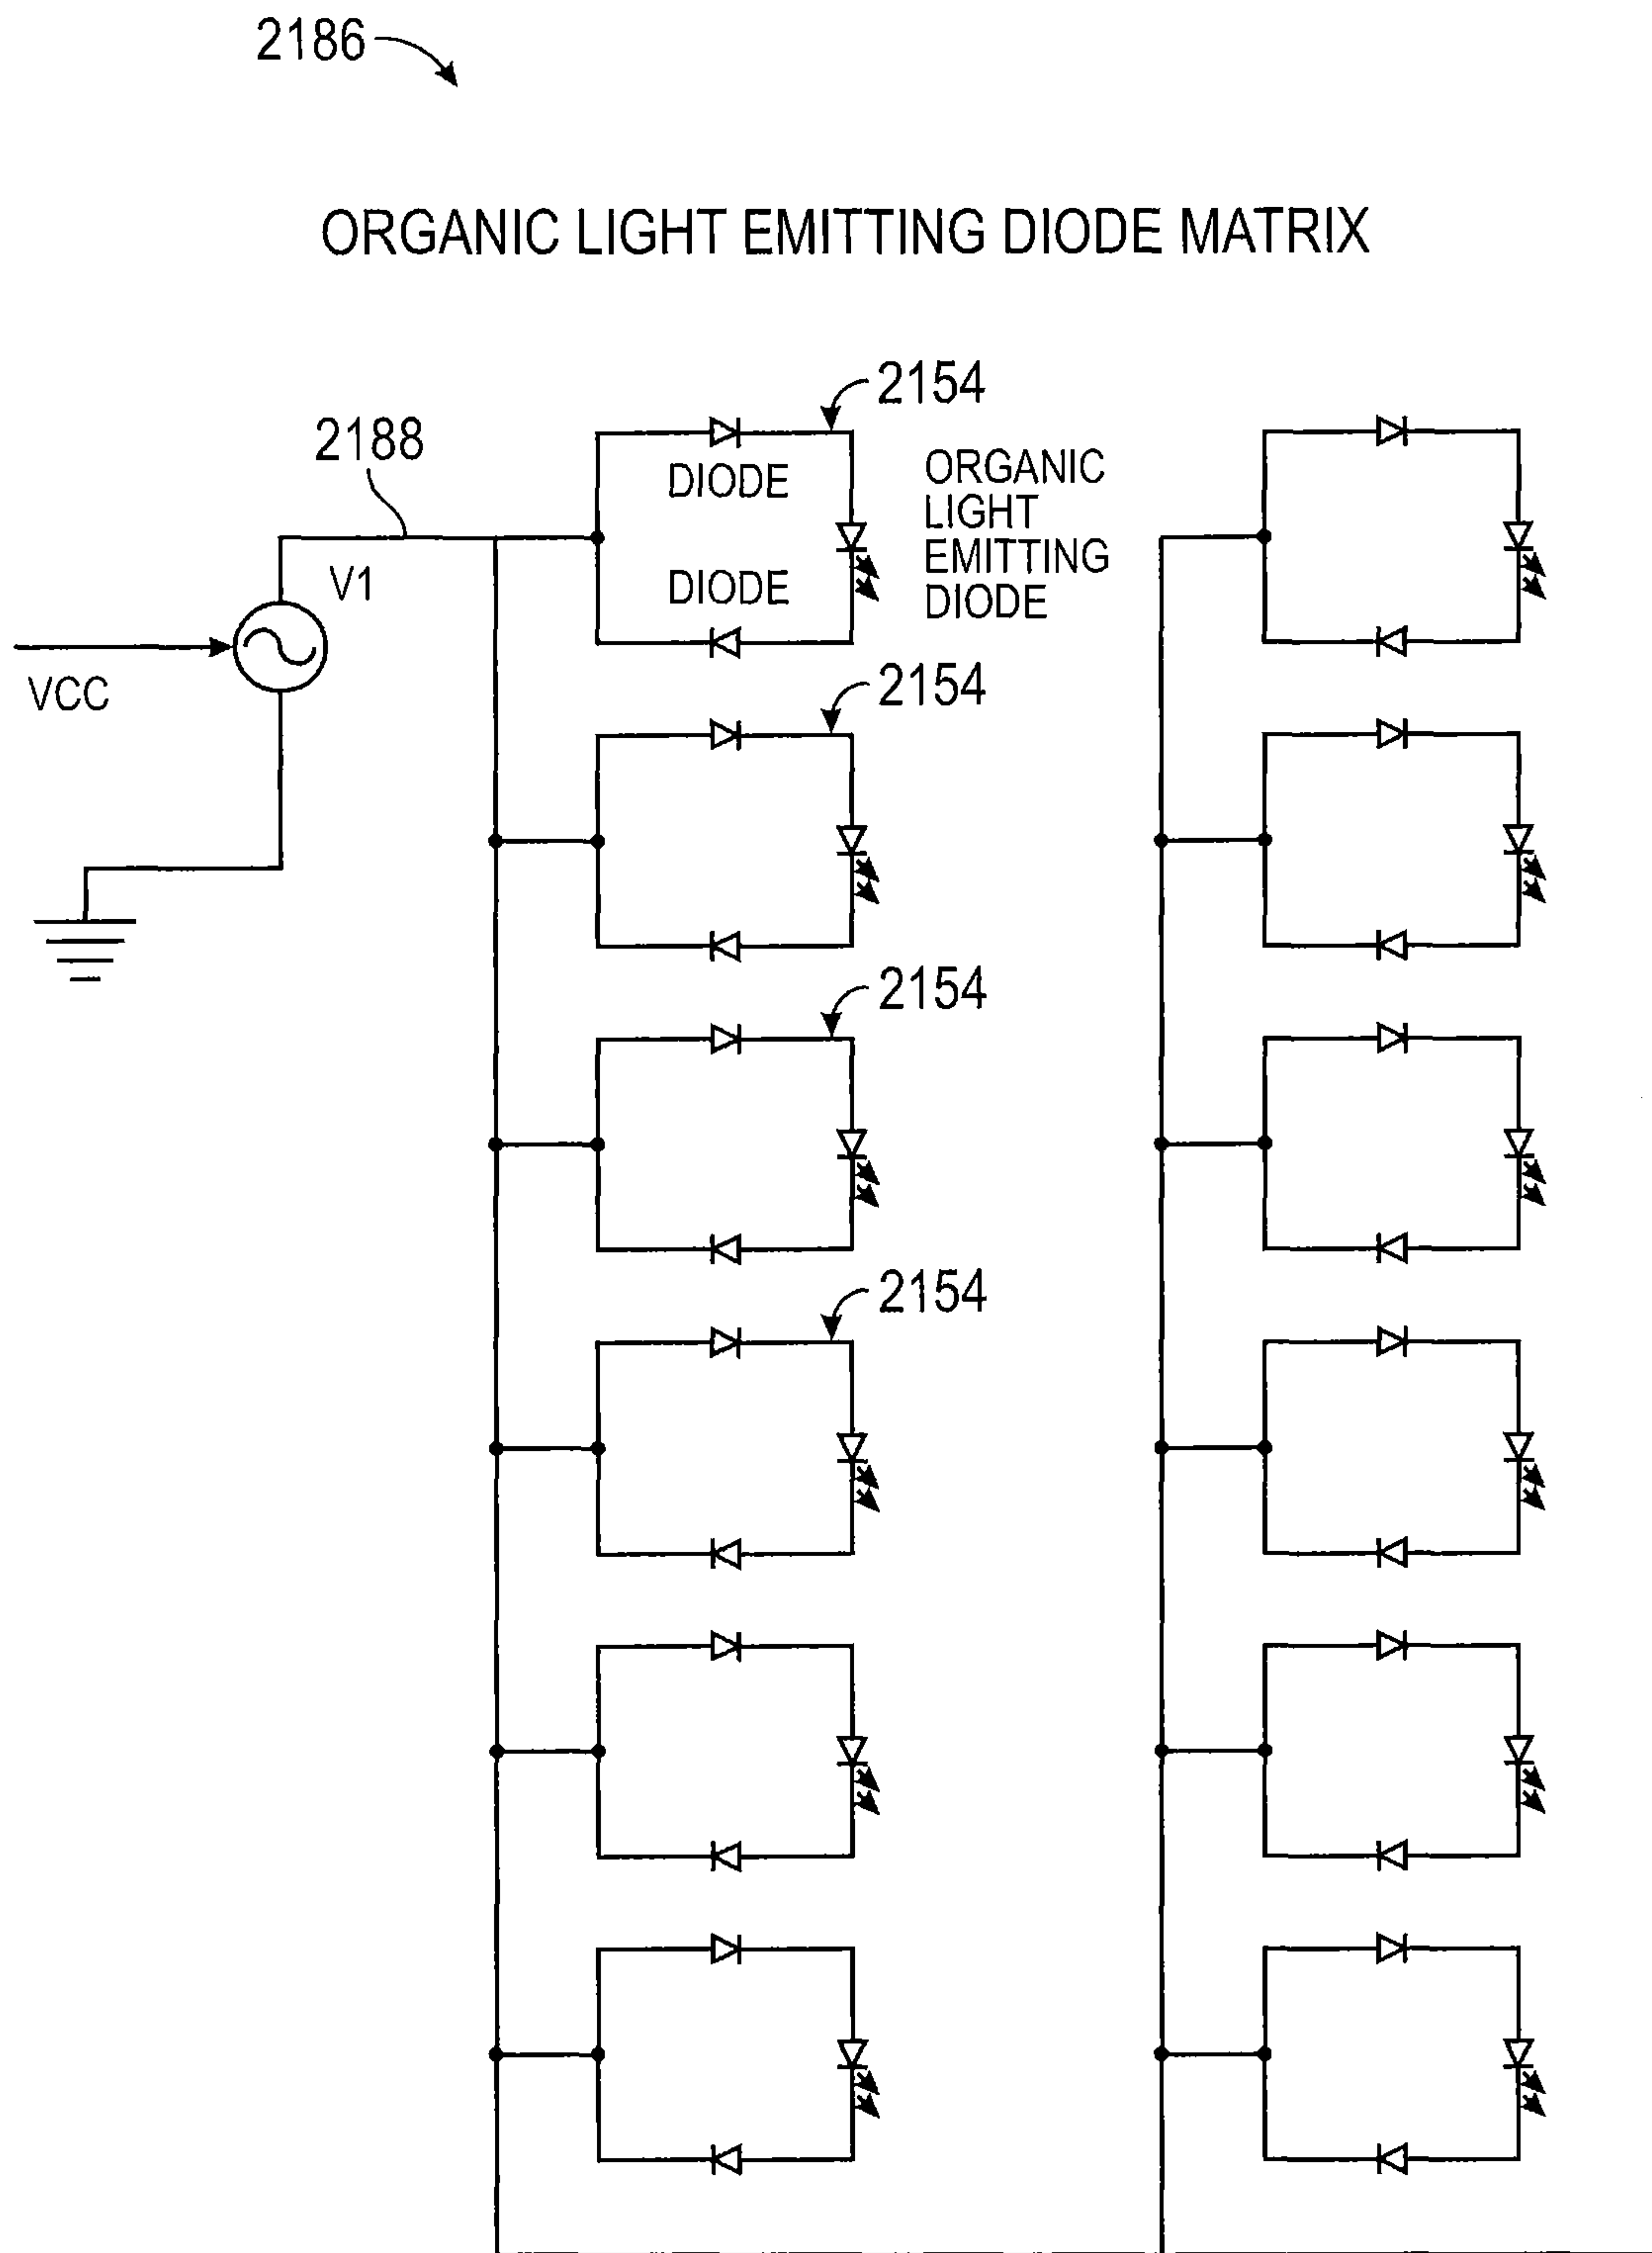 2186
ORGANIC LIGHT EMITTING DIODE MATRIX
2154
2188
DIODE
ORGANIC
LIGHT
EMITTING
DIODE
V1
DIODE
VCC
2154
2154
2154